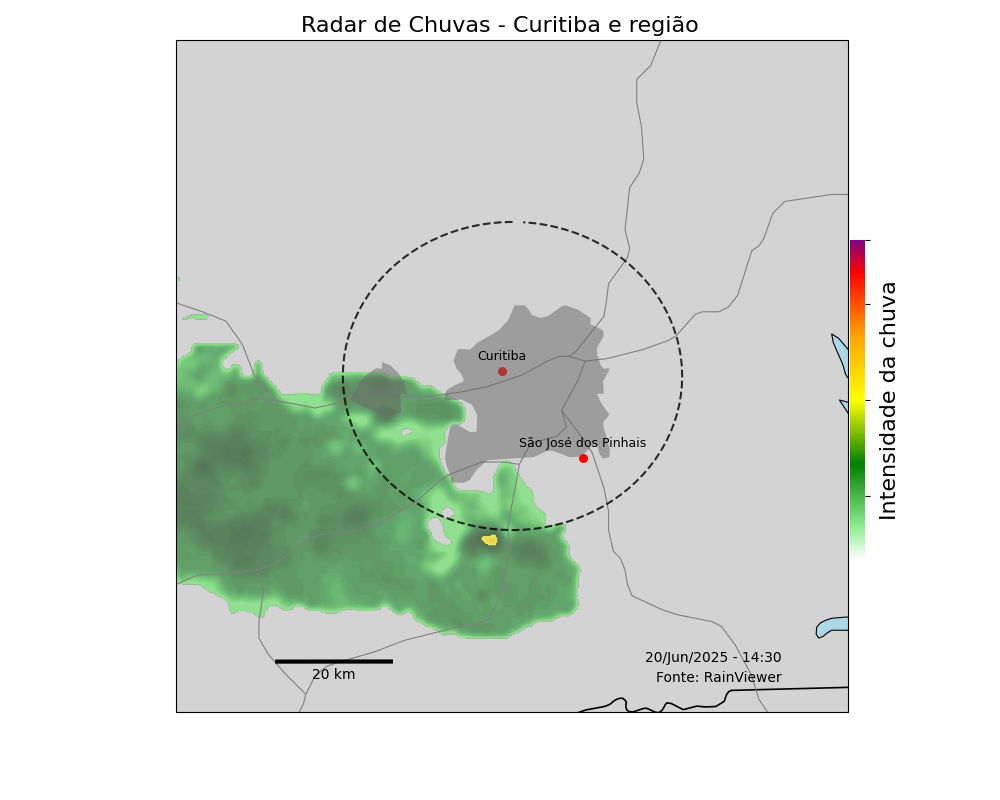 Radar de Chuvas - Curitiba e região
Curitiba
São José dos Pinhais
Intensidade da chuva
20/Jun/2025 - 14:30
Fonte: RainViewer
20 km